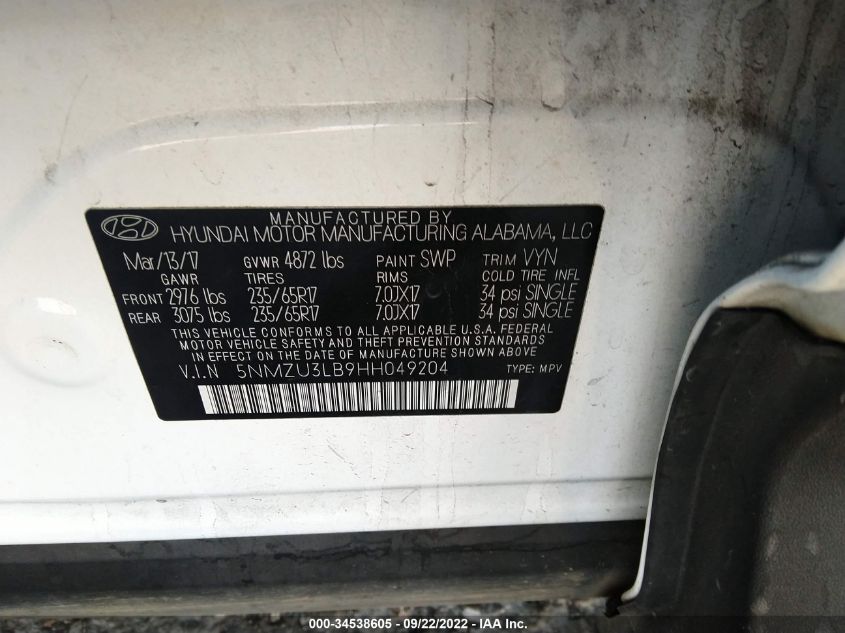 MANUFACTURED BY
HYUNDAI MOTOR MANUFACTURING ALABAMA, LLC
Mar/13/17 GVWR 4872 lbs PAINT SWP TRIM VYN
GAWR TIRES RIMS COLD TIRE INFL
FRONT 2976 lbs 235/65R17 7.0JX17 34 psi SINGLE
REAR 3075 lbs 235/65R17 7.0JX17 34 psi SINGLE
THIS VEHICLE CONFORMS TO ALL APPLICABLE U.S.A. FEDERAL
MOTOR VEHICLE SAFETY AND THEFT PREVENTION STANDARDS
IN EFFECT ON THE DATE OF MANUFACTURE SHOWN ABOVE
V.I.N 5NMZU3LB9HH049204 TYPE: MPV
000-34538605 - 09/22/2022 - IAA Inc.